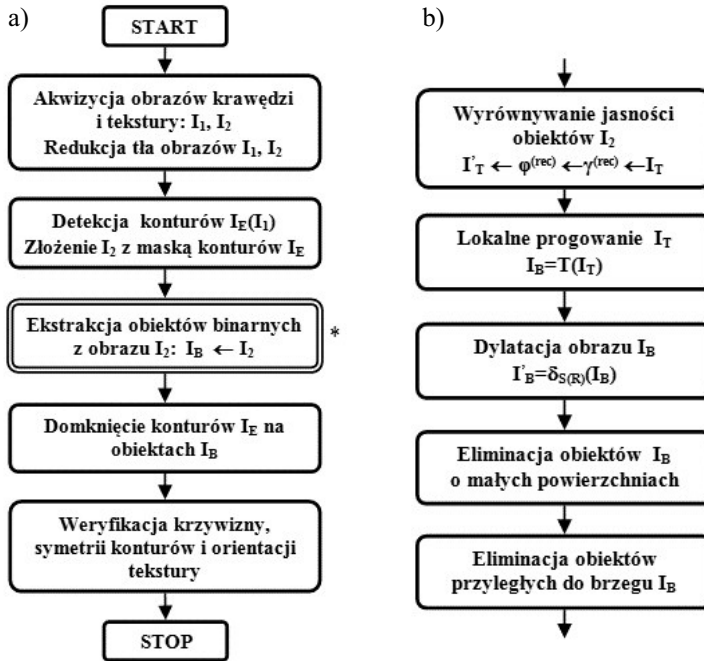 a)
START
Akwizycja obrazów krawędzi
i tekstury: I₁, I₂
Redukcja tła obrazów I₁, I₂
Detekcja konturów I_E(I₁)
Złożenie I₂ z maską konturów I_E
Ekstrakcja obiektów binarnych
z obrazu I₂: I_B ← I₂
*
Domknięcie konturów I_E na
obiektach I_B
Weryfikacja krzywizny,
symetrii konturów i orientacji
tekstury
STOP
b)
Wyrównywanie jasności
obiektów I₂
I'_T ← φ^(rec) ← γ^(rec) ← I_T
Lokalne progowanie I_T
I_B=T(I_T)
Dylatacja obrazu I_B
I'_B=δ_S(R)(I_B)
Eliminacja obiektów I_B
o małych powierzchniach
Eliminacja obiektów
przyległych do brzegu I_B